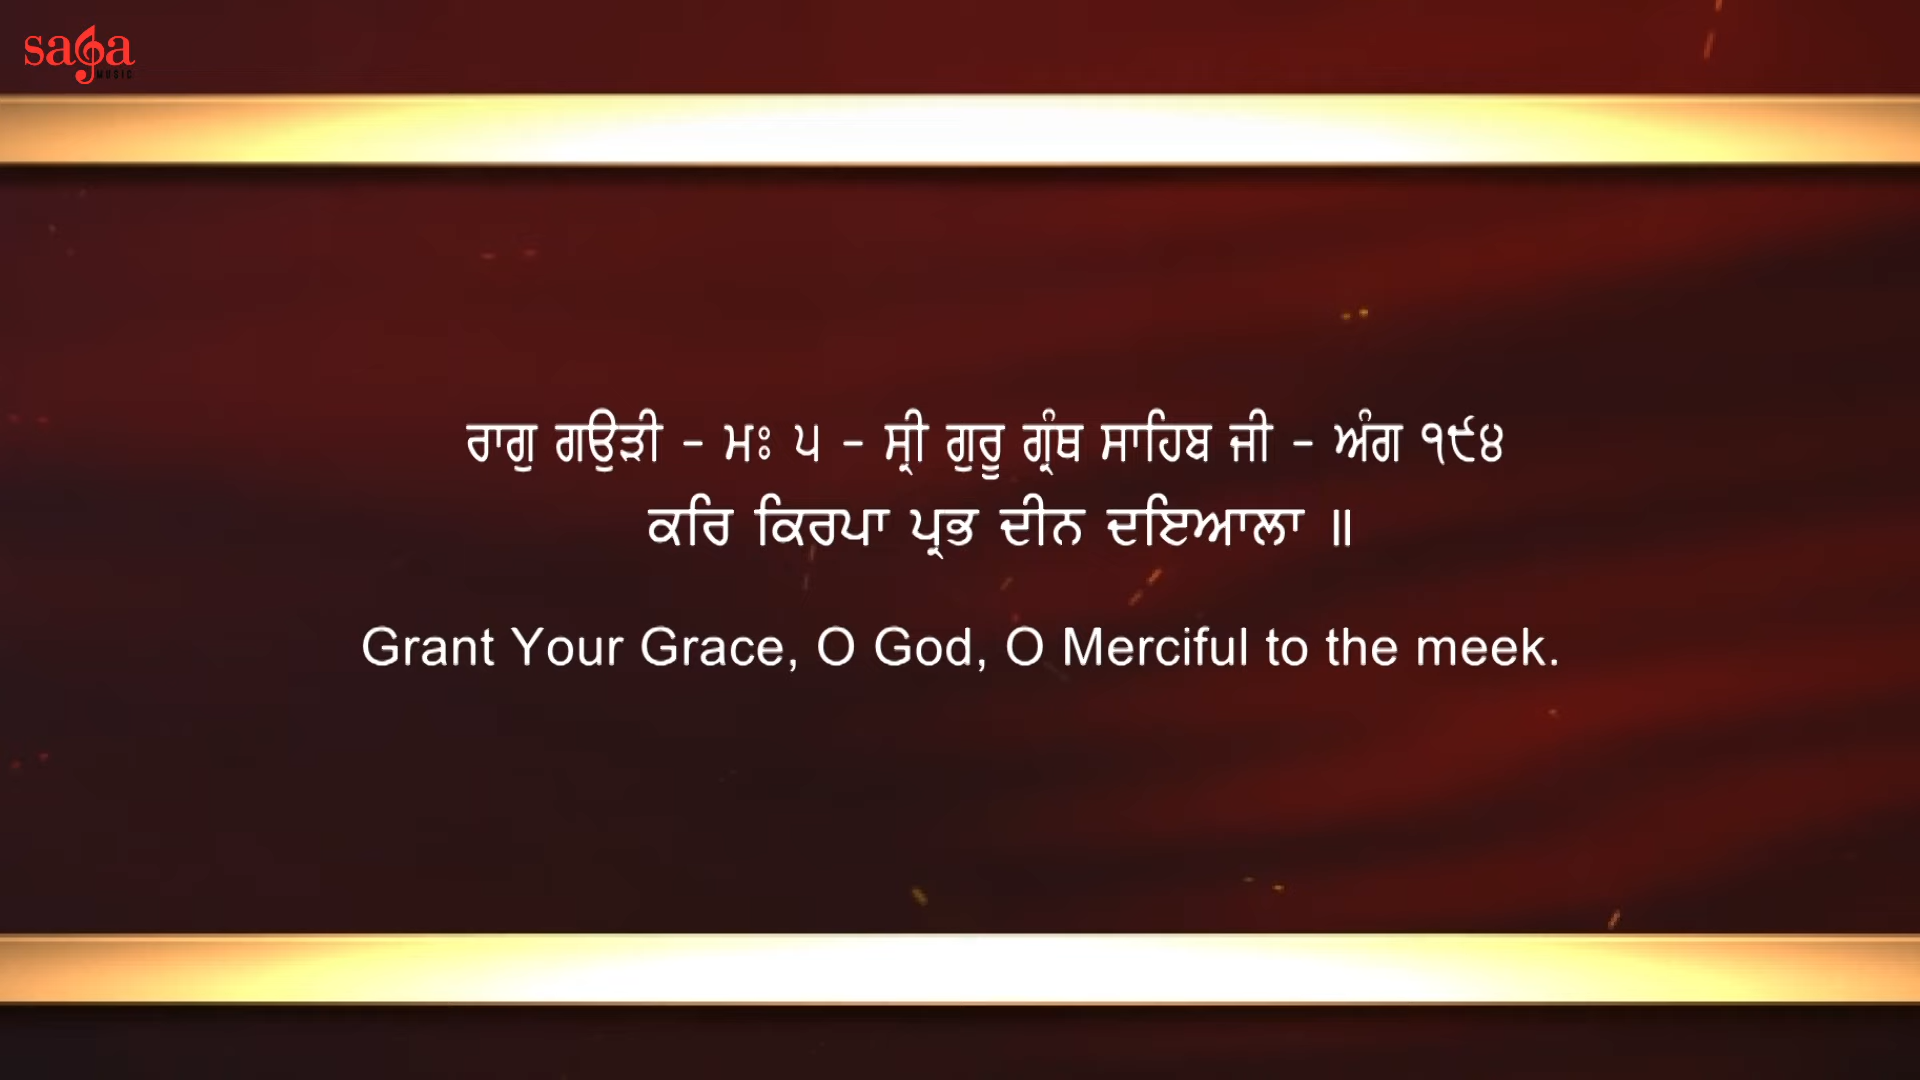 saga
MUSIC
ਰਾਗੁ ਗਉੜੀ - ਮਃ ੫ - ਸ੍ਰੀ ਗੁਰੂ ਗ੍ਰੰਥ ਸਾਹਿਬ ਜੀ - ਅੰਗ ੧੯੪
ਕਰਿ ਕਿਰਪਾ ਪ੍ਰਭ ਦੀਨ ਦਇਆਲਾ ॥
Grant Your Grace, O God, O Merciful to the meek.